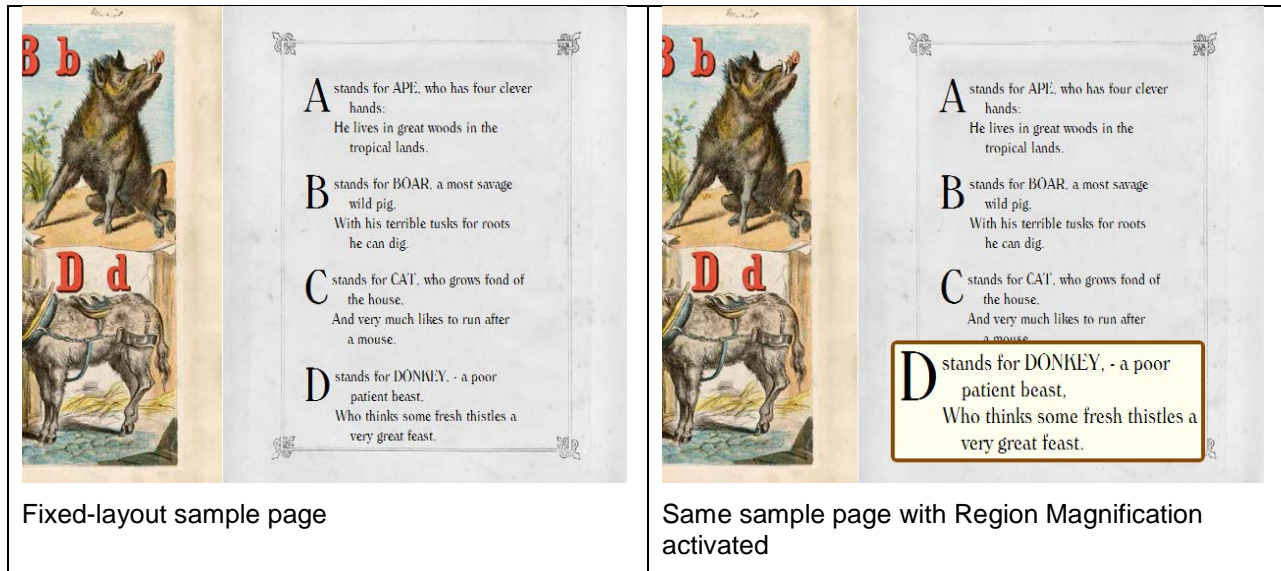 B b
D d
A stands for APE, who has four clever
hands:
He lives in great woods in the
tropical lands.
B stands for BOAR, a most savage
wild pig,
With his terrible tusks for roots
he can dig.
C stands for CAT, who grows fond of
the house,
And very much likes to run after
a mouse.
D stands for DONKEY, - a poor
patient beast,
Who thinks some fresh thistles a
very great feast.
Fixed-layout sample page
B b
D d
A stands for APE, who has four clever
hands:
He lives in great woods in the
tropical lands.
B stands for BOAR, a most savage
wild pig,
With his terrible tusks for roots
he can dig.
C stands for CAT, who grows fond of
the house,
And very much likes to run after
a mouse
D stands for DONKEY, - a poor
patient beast,
Who thinks some fresh thistles a
very great feast.
Same sample page with Region Magnification
activated